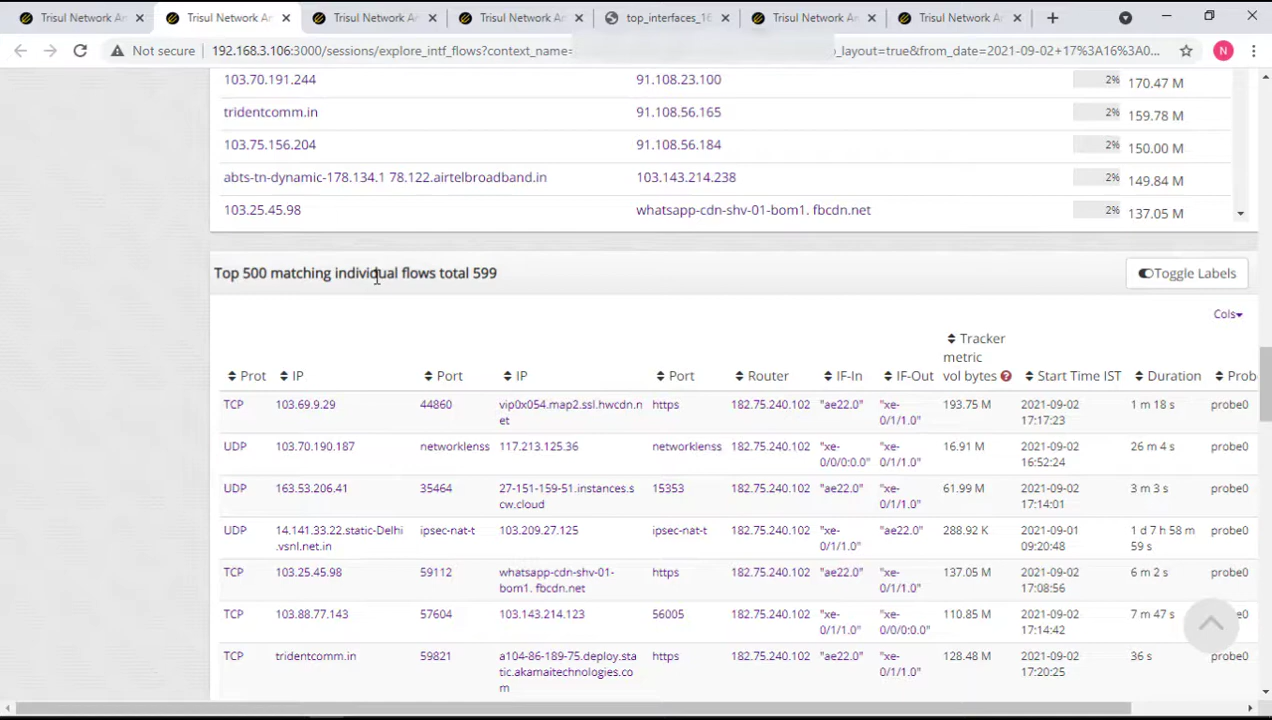 Trisul Network An
Trisul Network An
Trisul Network An
Trisul Network An
top_interfaces_16
Trisul Network An
Trisul Network An
Not secure
192.168.3.106:3000/sessions/explore_intf_flows?context_name=
_layout=true&from_date=2021-09-02+17%3A16%3A0...
N
103.70.191.244 91.108.23.100 2% 170.47 M
tridentcomm.in 91.108.56.165 2% 159.78 M
103.75.156.204 91.108.56.184 2% 150.00 M
abts-tn-dynamic-178.134.1 78.122.airtelbroadband.in 103.143.214.238 2% 149.84 M
103.25.45.98 whatsapp-cdn-shv-01-bom1. fbcdn.net 2% 137.05 M
Top 500 matching individual flows total 599
Toggle Labels
Cols
Tracker
metric
Prot IP Port IP Port Router IF-In IF-Out vol bytes ? Start Time IST Duration Prob
TCP 103.69.9.29 44860 vip0x054.map2.ssl.hwcdn.n https 182.75.240.102 "ae22.0" "xe- 193.75 M 2021-09-02 1 m 18 s probe0
et 0/1/1.0" 17:17:23
UDP 103.70.190.187 networklenss 117.213.125.36 networklenss 182.75.240.102 "xe- "xe- 16.91 M 2021-09-02 26 m 4 s probe0
0/0/0:0.0" 0/1/1.0" 16:52:24
UDP 163.53.206.41 35464 27-151-159-51.instances.s 15353 182.75.240.102 "ae22.0" "xe- 61.99 M 2021-09-02 3 m 3 s probe0
cw.cloud 0/1/1.0" 17:14:01
UDP 14.141.33.22.static-Delhi ipsec-nat-t 103.209.27.125 ipsec-nat-t 182.75.240.102 "xe- "ae22.0" 288.92 K 2021-09-01 1 d 7 h 58 m probe0
.vsnl.net.in 0/1/1.0" 09:20:48 59 s
TCP 103.25.45.98 59112 whatsapp-cdn-shv-01- https 182.75.240.102 "ae22.0" "xe- 137.05 M 2021-09-02 6 m 2 s probe0
bom1. fbcdn.net 0/1/1.0" 17:08:56
TCP 103.88.77.143 57604 103.143.214.123 56005 182.75.240.102 "xe- "xe- 110.85 M 2021-09-02 7 m 47 s probe0
0/1/1.0" 0/0/0:0.0" 17:14:42
TCP tridentcomm.in 59821 a104-86-189-75.deploy.sta https 182.75.240.102 "ae22.0" "xe- 128.48 M 2021-09-02 36 s probe0
tic.akamaitechnologies.co 0/1/1.0" 17:20:25
m